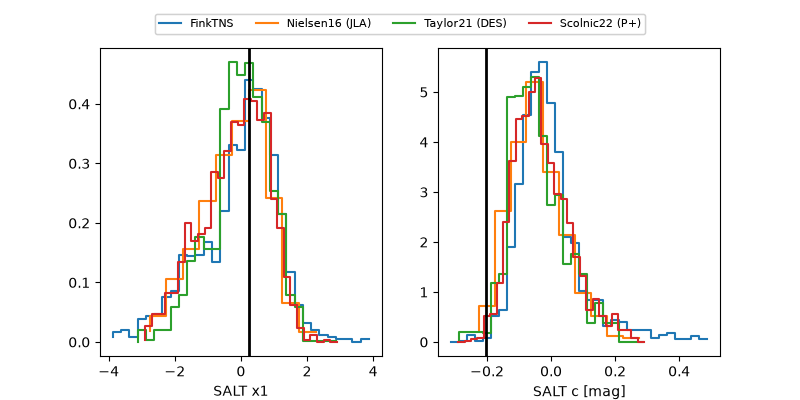 FinkTNS Nielsen16 (JLA) Taylor21 (DES) Scolnic22 (P+)
0.4
0.3
0.2
0.1
0.0
−4 −2 0 2 4
SALT x1
5
4
3
2
1
0
−0.2 0.0 0.2 0.4
SALT c [mag]